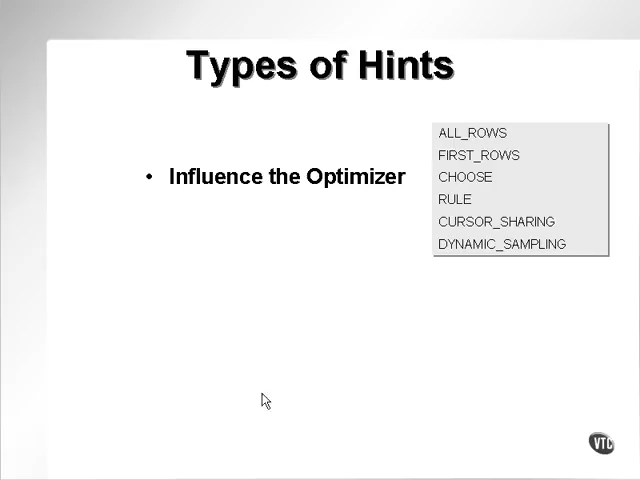 Types of Hints
• Influence the Optimizer
ALL_ROWS
FIRST_ROWS
CHOOSE
RULE
CURSOR_SHARING
DYNAMIC_SAMPLING
VTC